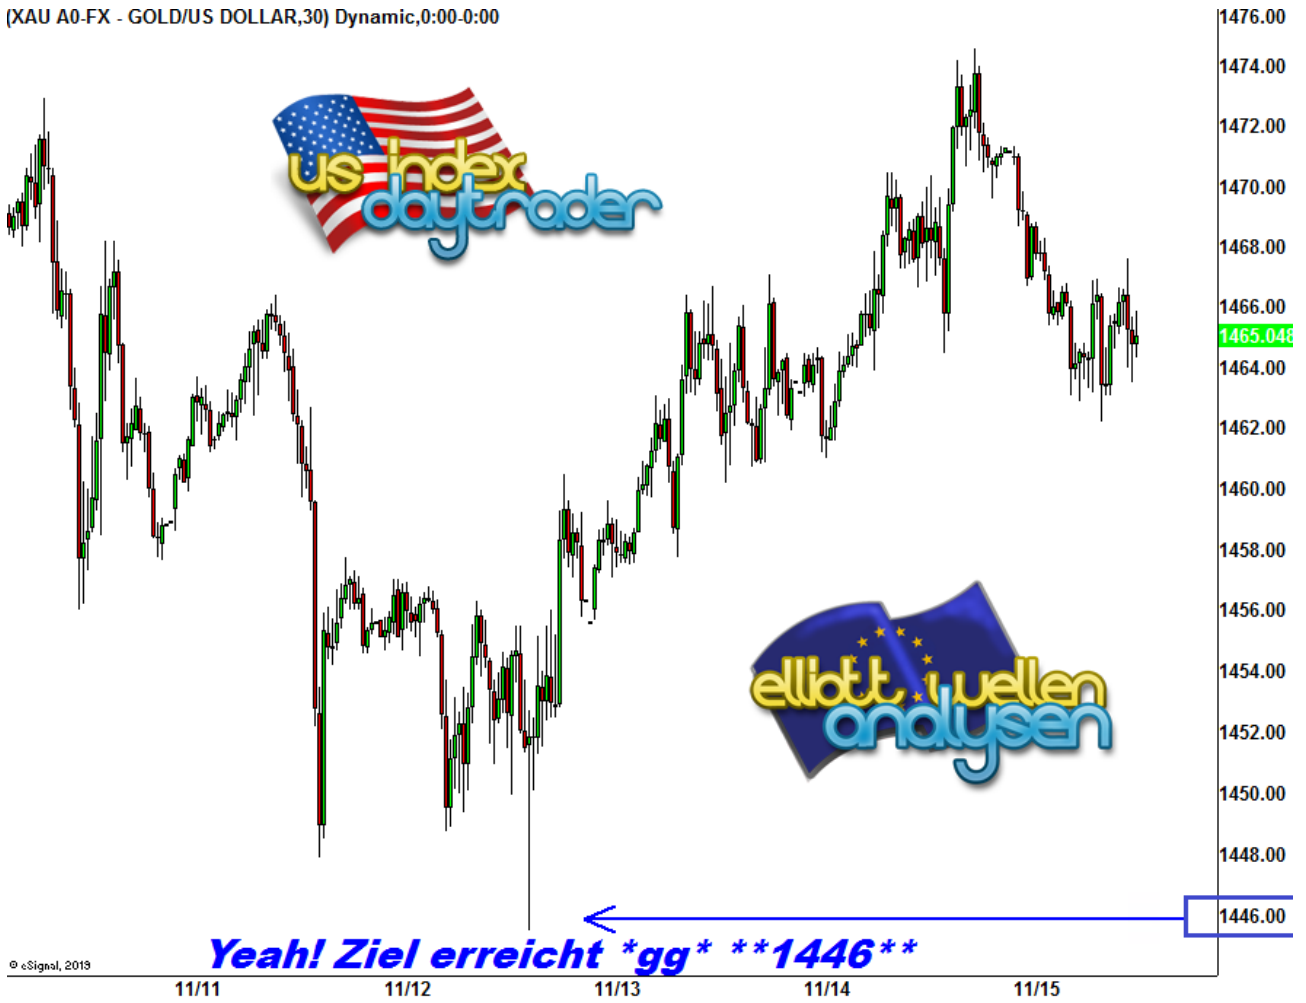 (XAU A0-FX - GOLD/US DOLLAR,30) Dynamic,0:00-0:00
1476.00
1474.00
1472.00
1470.00
1468.00
1466.00
1465.048
1464.00
1462.00
1460.00
1458.00
1456.00
1454.00
1452.00
1450.00
1448.00
1446.00
us index
daytrader
elliott wellen
analysen
Yeah! Ziel erreicht *gg* **1446**
© eSignal, 2019
11/11 11/12 11/13 11/14 11/15